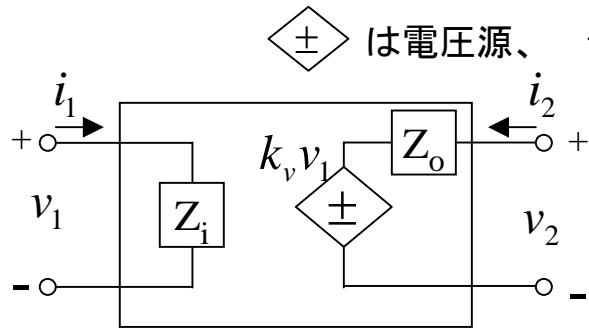 ± は電圧源、
i₁ i₂
+ kᵥv₁ Zₒ +
v₁ Zᵢ ± v₂
- -